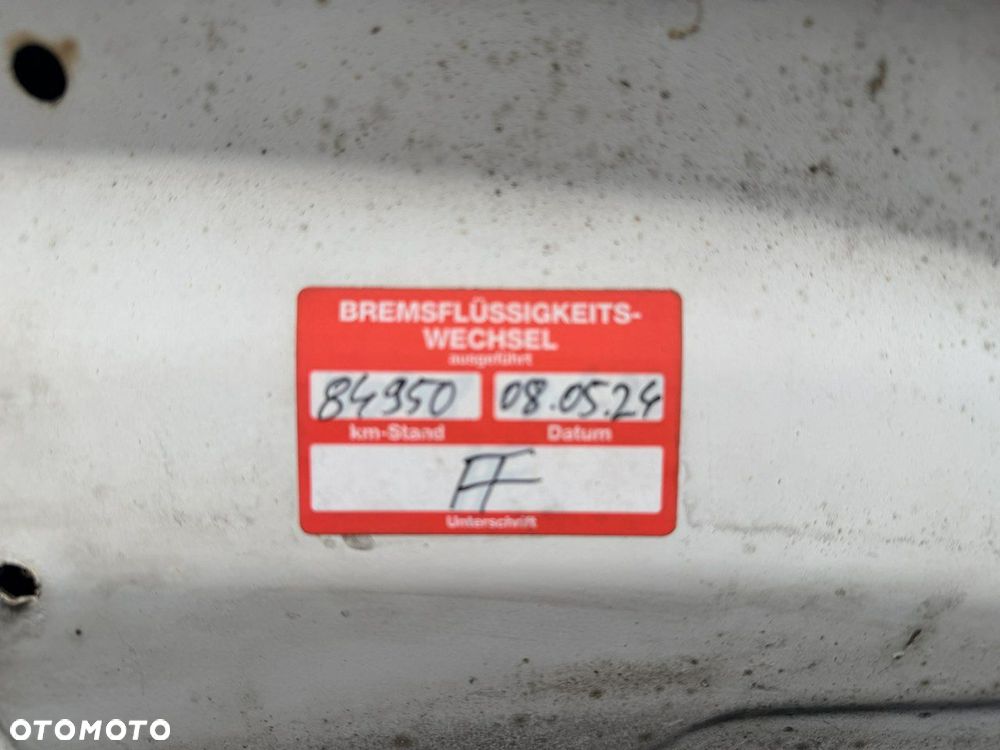 BREMSFLÜSSIGKEITS-
WECHSEL
ausgeführt
84950 08.05.24
km-Stand Datum
FF
Unterschrift
OTOMOTO